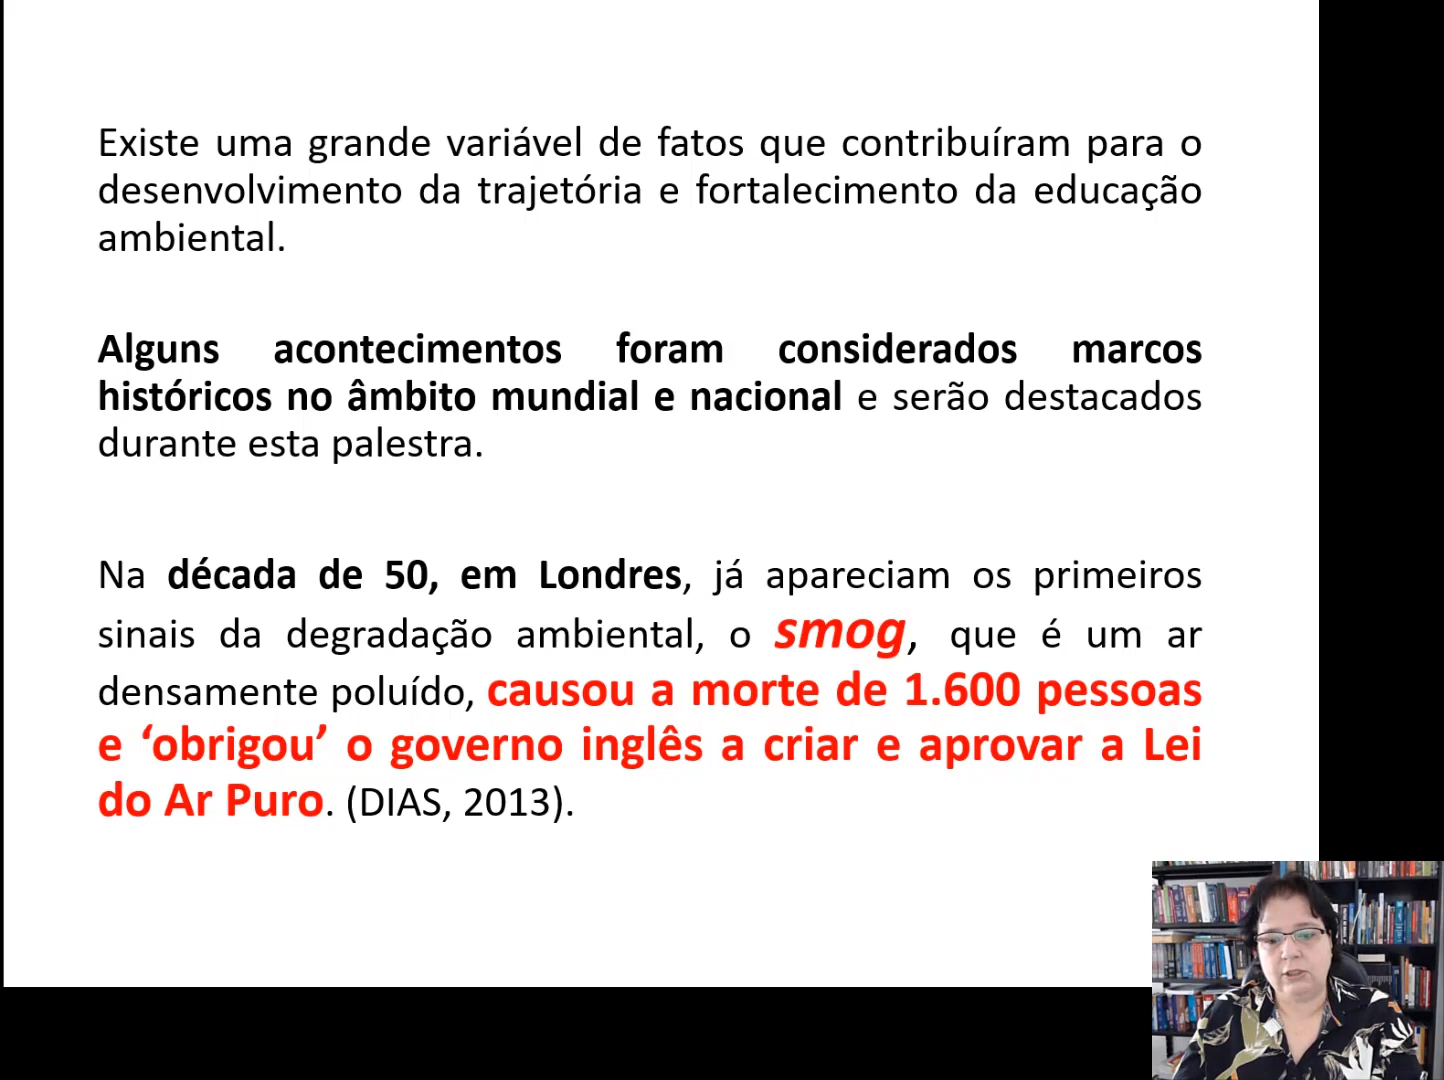 Existe uma grande variável de fatos que contribuíram para o
desenvolvimento da trajetória e fortalecimento da educação
ambiental.
Alguns acontecimentos foram considerados marcos
históricos no âmbito mundial e nacional e serão destacados
durante esta palestra.
Na década de 50, em Londres, já apareciam os primeiros
sinais da degradação ambiental, o smog, que é um ar
densamente poluído, causou a morte de 1.600 pessoas
e ‘obrigou’ o governo inglês a criar e aprovar a Lei
do Ar Puro. (DIAS, 2013).